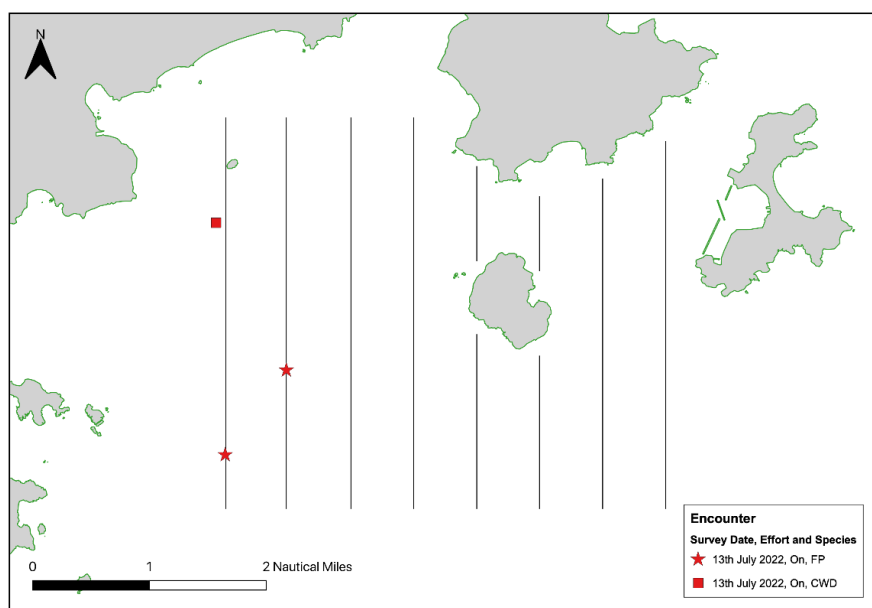 N
0 1 2 Nautical Miles
Encounter
Survey Date, Effort and Species
13th July 2022, On, FP
13th July 2022, On, CWD